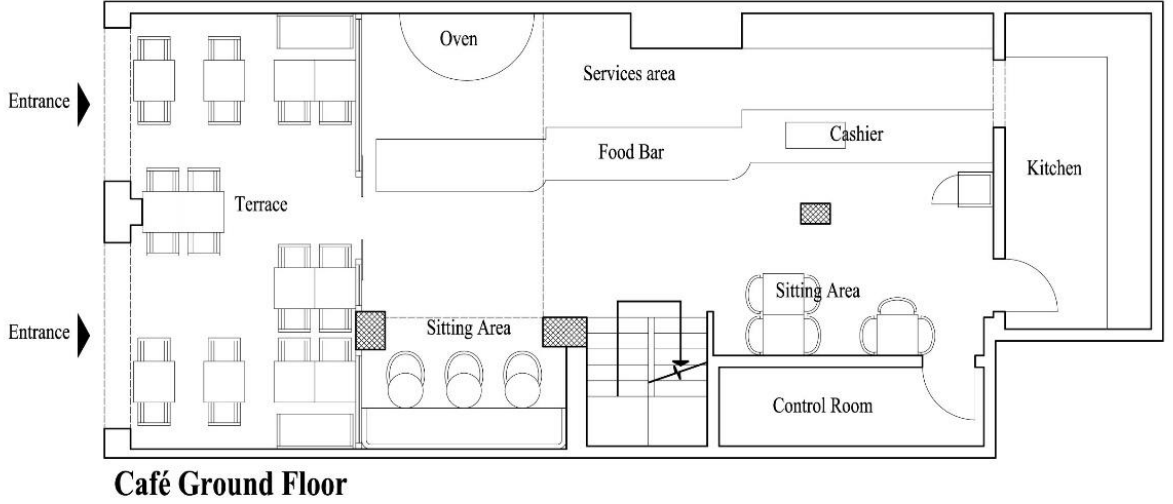 Oven
Services area
Entrance
Cashier
Food Bar
Kitchen
Terrace
Sitting Area
Entrance
Sitting Area
Control Room
Café Ground Floor